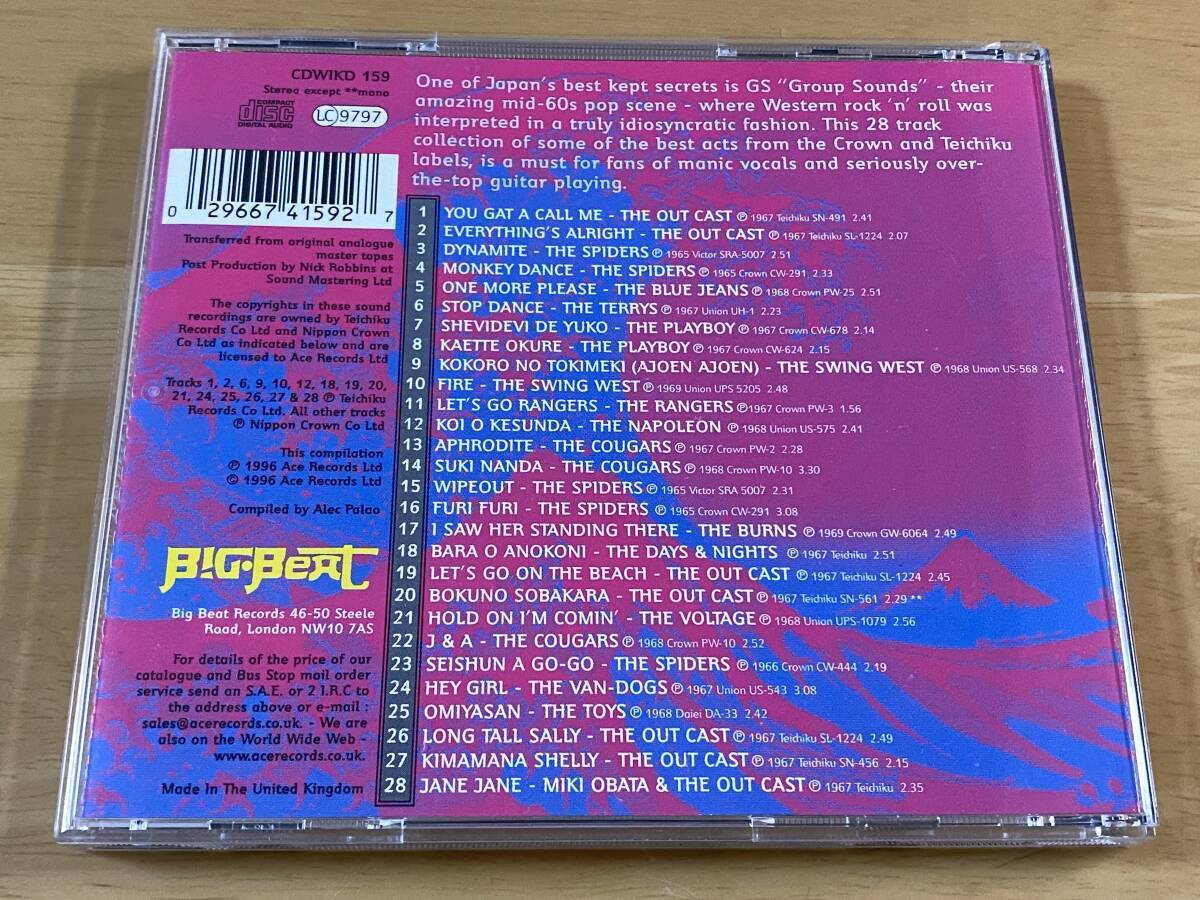 CDWIKD 159
Stereo except **mono
COMPACT
disc
DIGITAL AUDIO
LC 9797
0 29667 41592 7
Transferred from original analogue
master tapes
Post Production by Nick Robbins at
Sound Mastering Ltd
The copyrights in these sound
recordings are owned by Teichiku
Records Co Ltd and Nippon Crown
Co Ltd as indicated below and are
licensed to Ace Records Ltd
Tracks 1, 2, 6, 9, 10, 12, 18, 19, 20,
21, 24, 25, 26, 27 & 28 ℗ Teichiku
Records Co Ltd. All other tracks
℗ Nippon Crown Co Ltd
This compilation
℗ 1996 Ace Records Ltd
© 1996 Ace Records Ltd
Compiled by Alec Palao
B!G•BeAT
Big Beat Records 46-50 Steele
Road, London NW10 7AS
For details of the price of our
catalogue and Bus Stop mail order
service send an S.A.E. or 2 I.R.C to
the address above or e-mail :
sales@acerecords.co.uk. - We are
also on the World Wide Web -
www.acerecords.co.uk.
Made In The United Kingdom
One of Japan's best kept secrets is GS "Group Sounds" - their
amazing mid-60s pop scene - where Western rock 'n' roll was
interpreted in a truly idiosyncratic fashion. This 28 track
collection of some of the best acts from the Crown and Teichiku
labels, is a must for fans of manic vocals and seriously over-
the-top guitar playing.
1 YOU GAT A CALL ME - THE OUT CAST ℗ 1967 Teichiku SN-491 2.41
2 EVERYTHING'S ALRIGHT - THE OUT CAST ℗ 1967 Teichiku SL-1224 2.07
3 DYNAMITE - THE SPIDERS ℗ 1965 Victor SRA-5007 2.51
4 MONKEY DANCE - THE SPIDERS ℗ 1965 Crown CW-291 2.33
5 ONE MORE PLEASE - THE BLUE JEANS ℗ 1968 Crown PW-25 2.51
6 STOP DANCE - THE TERRYS ℗ 1967 Union UH-1 2.23
7 SHEVIDEVI DE YUKO - THE PLAYBOY ℗ 1967 Crown CW-678 2.14
8 KAETTE OKURE - THE PLAYBOY ℗ 1967 Crown CW-624 2.15
9 KOKORO NO TOKIMEKI (AJOEN AJOEN) - THE SWING WEST ℗ 1968 Union US-568 2.34
10 FIRE - THE SWING WEST ℗ 1969 Union UPS 5205 2.48
11 LET'S GO RANGERS - THE RANGERS ℗1967 Crown PW-3 1.56
12 KOI O KESUNDA - THE NAPOLEON ℗ 1968 Union US-575 2.41
13 APHRODITE - THE COUGARS ℗ 1967 Crown PW-2 2.28
14 SUKI NANDA - THE COUGARS ℗ 1968 Crown PW-10 3.30
15 WIPEOUT - THE SPIDERS ℗ 1965 Victor SRA 5007 2.31
16 FURI FURI - THE SPIDERS ℗ 1965 Crown CW-291 3.08
17 I SAW HER STANDING THERE - THE BURNS ℗ 1969 Crown GW-6064 2.49
18 BARA O ANOKONI - THE DAYS & NIGHTS ℗ 1967 Teichiku 2.51
19 LET'S GO ON THE BEACH - THE OUT CAST ℗ 1967 Teichiku SL-1224 2.45
20 BOKUNO SOBAKARA - THE OUT CAST ℗ 1967 Teichiku SN-561 2.29 **
21 HOLD ON I'M COMIN' - THE VOLTAGE ℗ 1968 Union UPS-1079 2.56
22 J & A - THE COUGARS ℗ 1968 Crown PW-10 2.52
23 SEISHUN A GO-GO - THE SPIDERS ℗ 1966 Crown CW-444 2.19
24 HEY GIRL - THE VAN-DOGS ℗ 1967 Union US-543 3.08
25 OMIYASAN - THE TOYS ℗ 1968 Daiei DA-33 2.42
26 LONG TALL SALLY - THE OUT CAST ℗ 1967 Teichiku SL-1224 2.49
27 KIMAMANA SHELLY - THE OUT CAST ℗ 1967 Teichiku SN-456 2.15
28 JANE JANE - MIKI OBATA & THE OUT CAST ℗ 1967 Teichiku 2.35